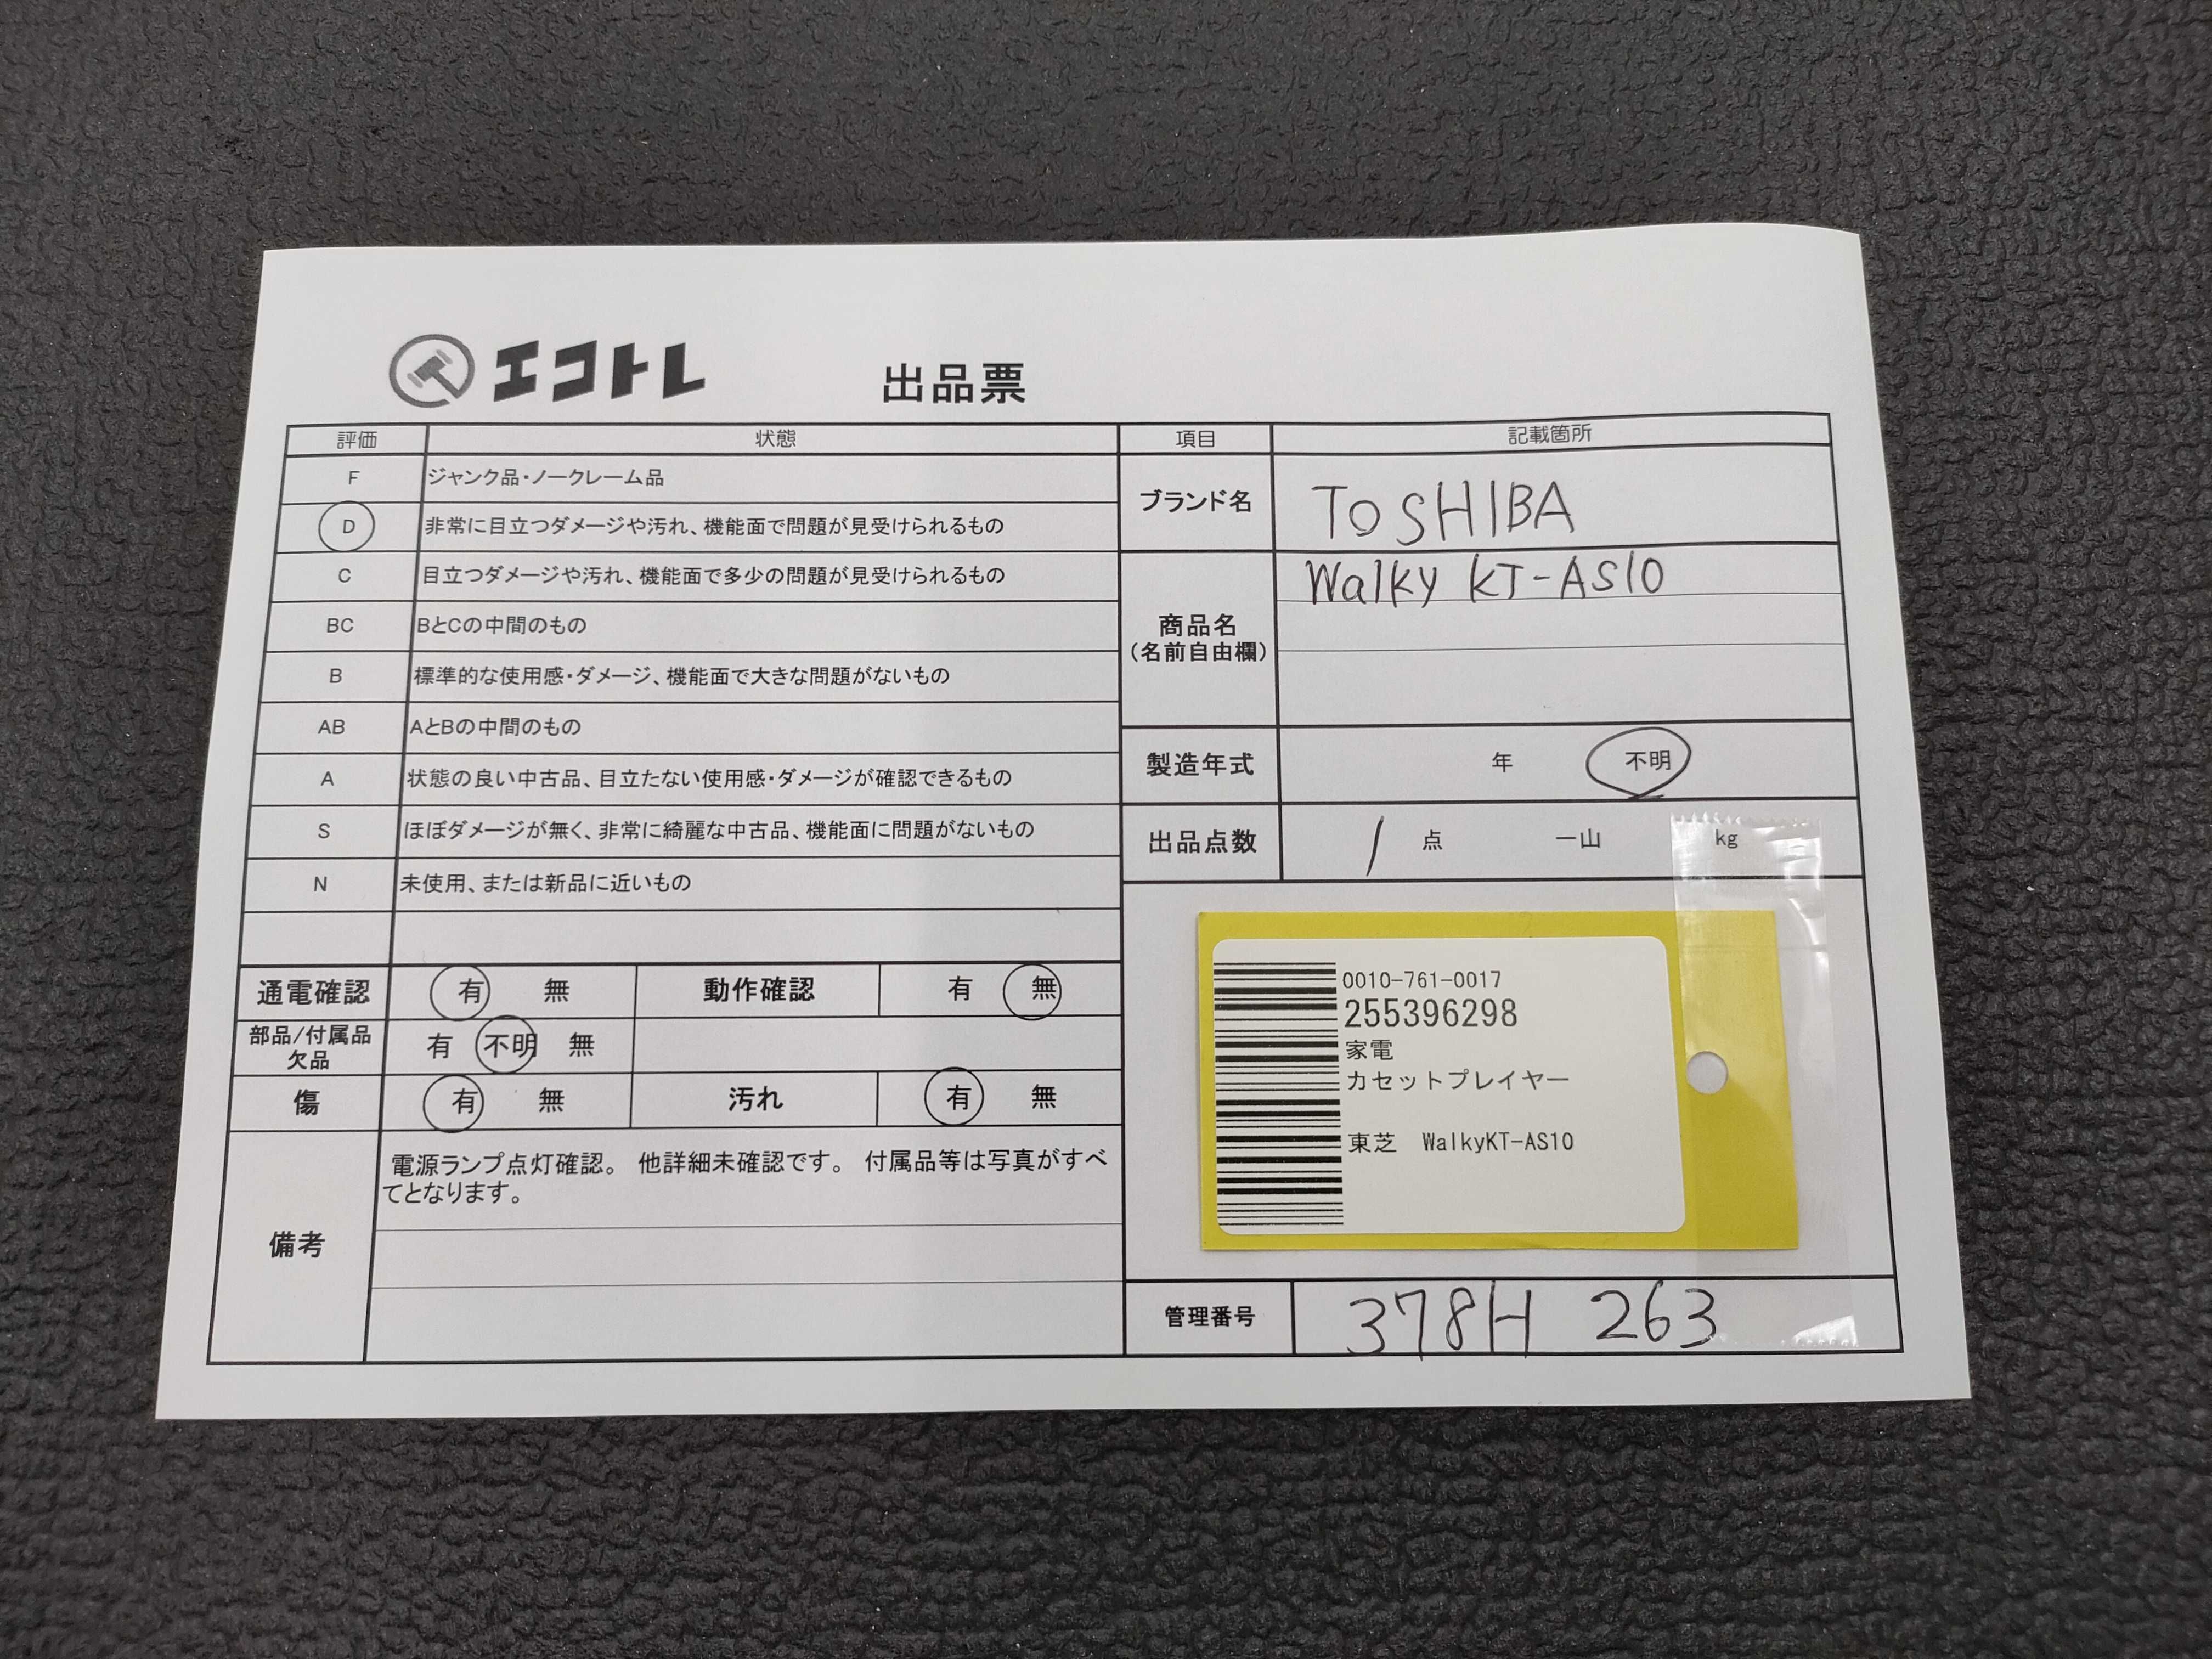 エコトレ 出品票
評価 状態 項目 記載箇所
F ジャンク品・ノークレーム品
D 非常に目立つダメージや汚れ、機能面で問題が見受けられるもの
C 目立つダメージや汚れ、機能面で多少の問題が見受けられるもの
BC BとCの中間のもの
B 標準的な使用感・ダメージ、機能面で大きな問題がないもの
AB AとBの中間のもの
A 状態の良い中古品、目立たない使用感・ダメージが確認できるもの
S ほぼダメージが無く、非常に綺麗な中古品、機能面に問題がないもの
N 未使用、または新品に近いもの
通電確認 有 無 動作確認 有 無
部品/付属品
欠品 有 不明 無
傷 有 無 汚れ 有 無
備考
電源ランプ点灯確認。 他詳細未確認です。 付属品等は写真がすべ
てとなります。
ブランド名 TOSHIBA
商品名
(名前自由欄)
Walky KT-AS10
製造年式 年 不明
出品点数 1 点 一山 kg
0010-761-0017
255396298
家電
カセットプレイヤー
東芝 WalkyKT-AS10
管理番号 378H 263